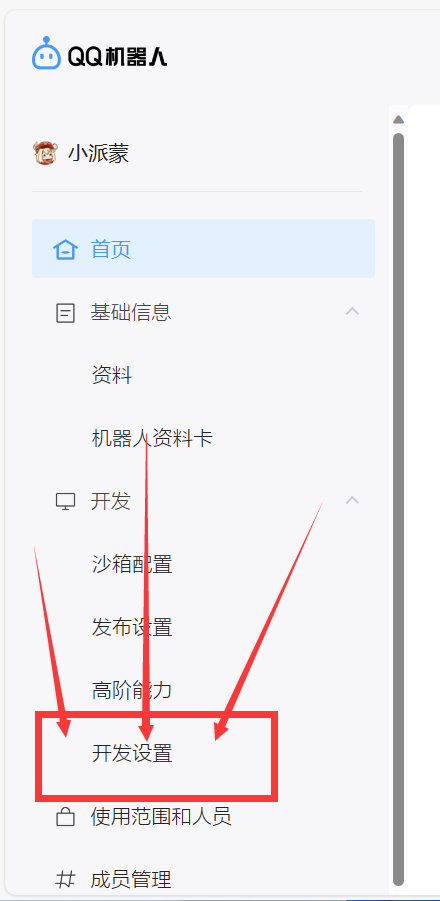 QQ机器人
小派蒙
首页
基础信息
资料
机器人资料卡
开发
沙箱配置
发布设置
高阶能力
开发设置
使用范围和人员
成员管理